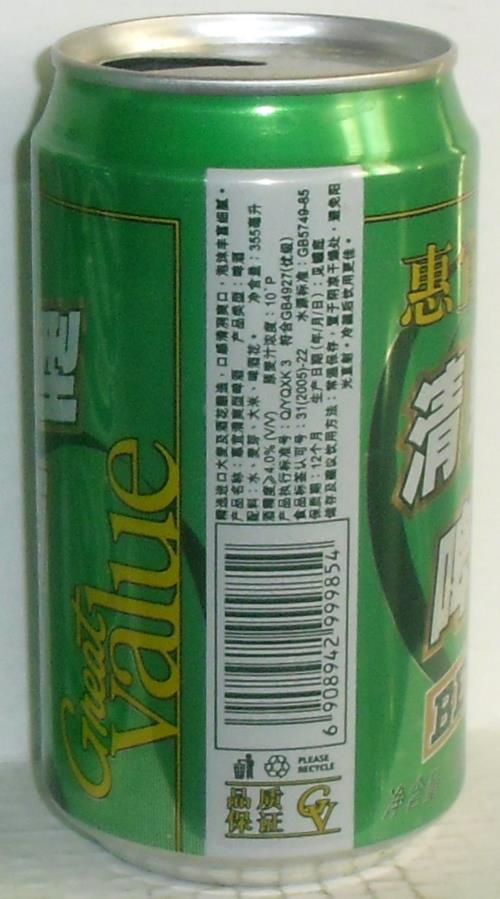 Great
Value
精选进口大麦及酒花酿造，口感清冽爽口，泡沫丰富细腻。
产品名称：惠宜清爽型啤酒 产品类型：啤酒
配料：水、麦芽、大米、啤酒花。 净含量：355毫升
酒精度≥4.0% (V/V) 原麦汁浓度：10°P
产品执行标准号：Q/YQXK 3 符合GB4927(优级)
食品标签认可号：31(2005)-22 水源标准：GB5749-85
保质期：12个月 生产日期(年/月/日)：见罐底
储存及建议饮用方法：常温保存，置于阴凉干燥处，避免阳
光直射。冷藏后饮用更佳。
6 908942 999854
PLEASE
RECYCLE
品质
保证
GV
惠
清
啤
BE
净含量